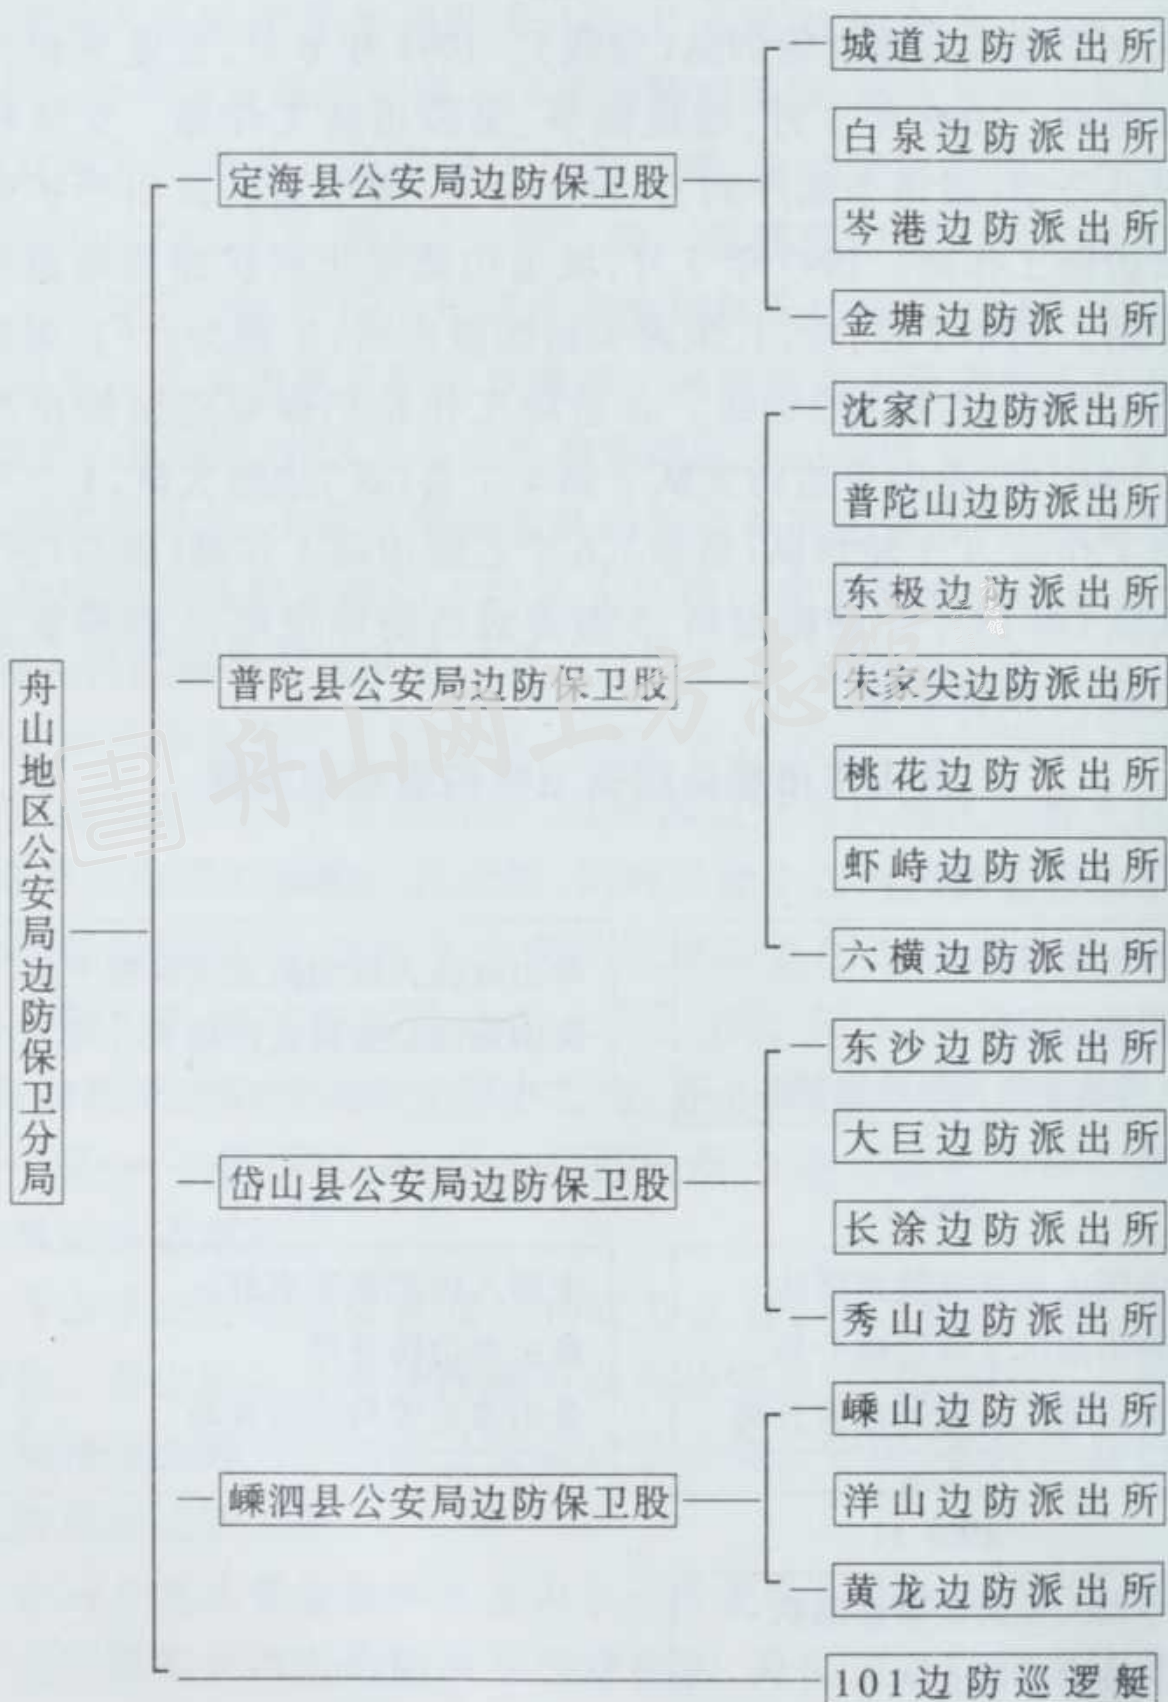 舟山地区公安局边防保卫分局
定海县公安局边防保卫股
城道边防派出所
白泉边防派出所
岑港边防派出所
金塘边防派出所
普陀县公安局边防保卫股
沈家门边防派出所
普陀山边防派出所
东极边防派出所
朱家尖边防派出所
桃花边防派出所
虾峙边防派出所
六横边防派出所
岱山县公安局边防保卫股
东沙边防派出所
大巨边防派出所
长涂边防派出所
秀山边防派出所
嵊泗县公安局边防保卫股
嵊山边防派出所
洋山边防派出所
黄龙边防派出所
101边防巡逻艇
舟山网上方志馆